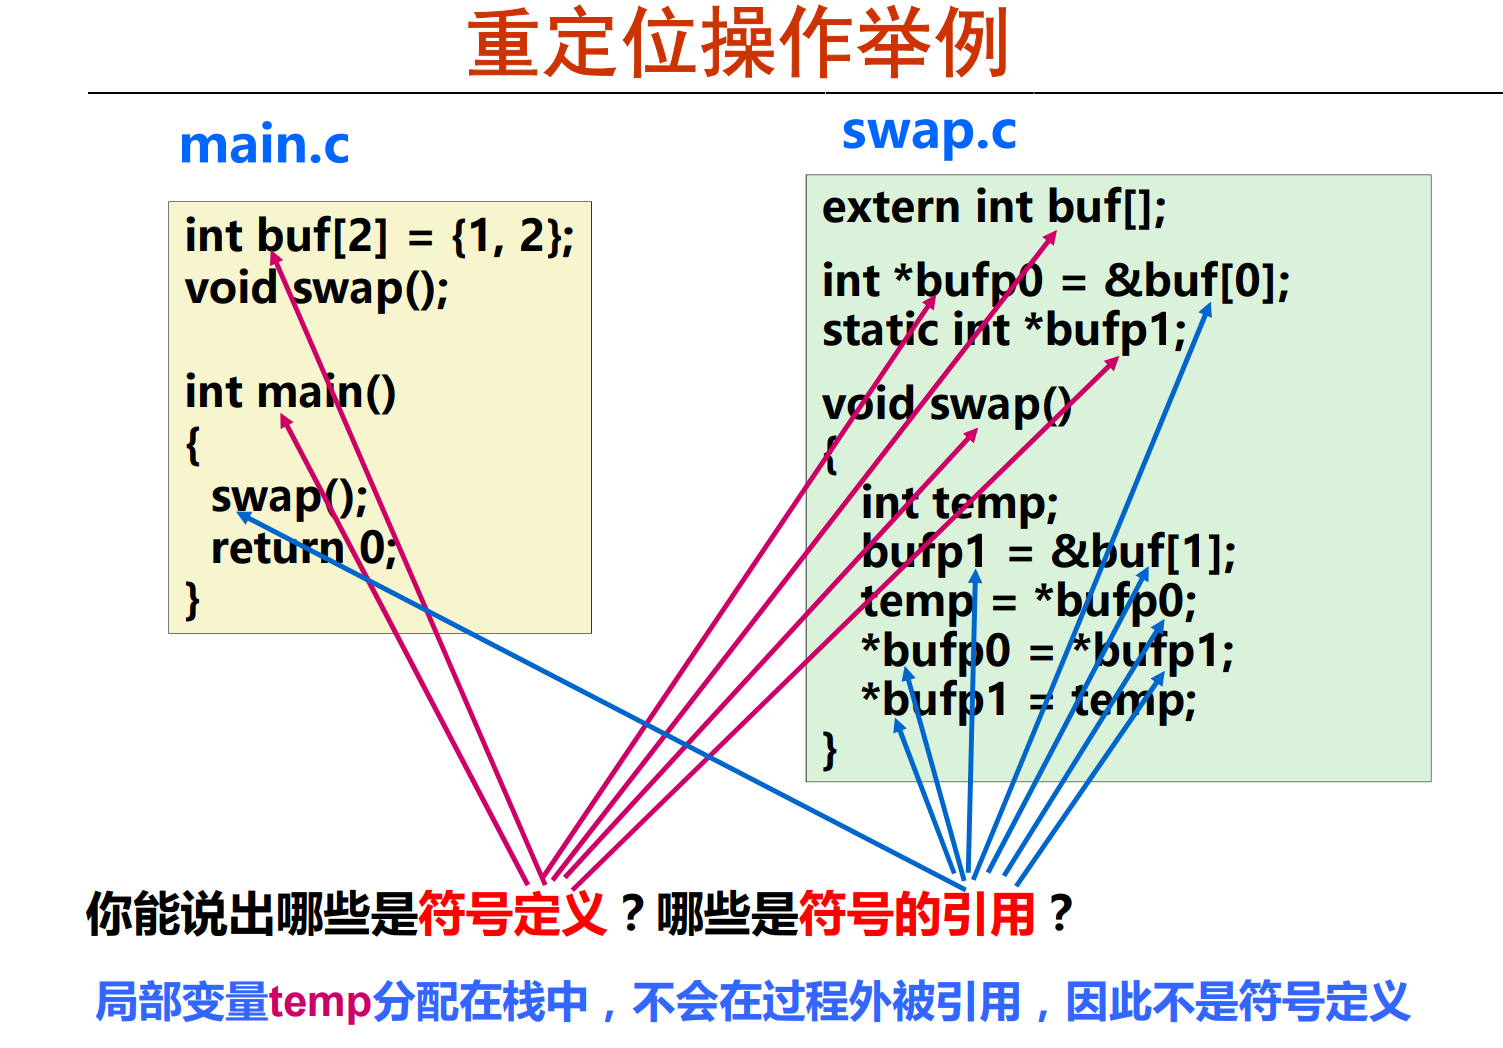 重定位操作举例
main.c
int buf[2] = {1, 2};
void swap();
int main()
{
swap();
return 0;
}
swap.c
extern int buf[];
int *bufp0 = &buf[0];
static int *bufp1;
void swap()
{
int temp;
bufp1 = &buf[1];
temp = *bufp0;
*bufp0 = *bufp1;
*bufp1 = temp;
}
你能说出哪些是符号定义？哪些是符号的引用？
局部变量temp分配在栈中，不会在过程外被引用，因此不是符号定义